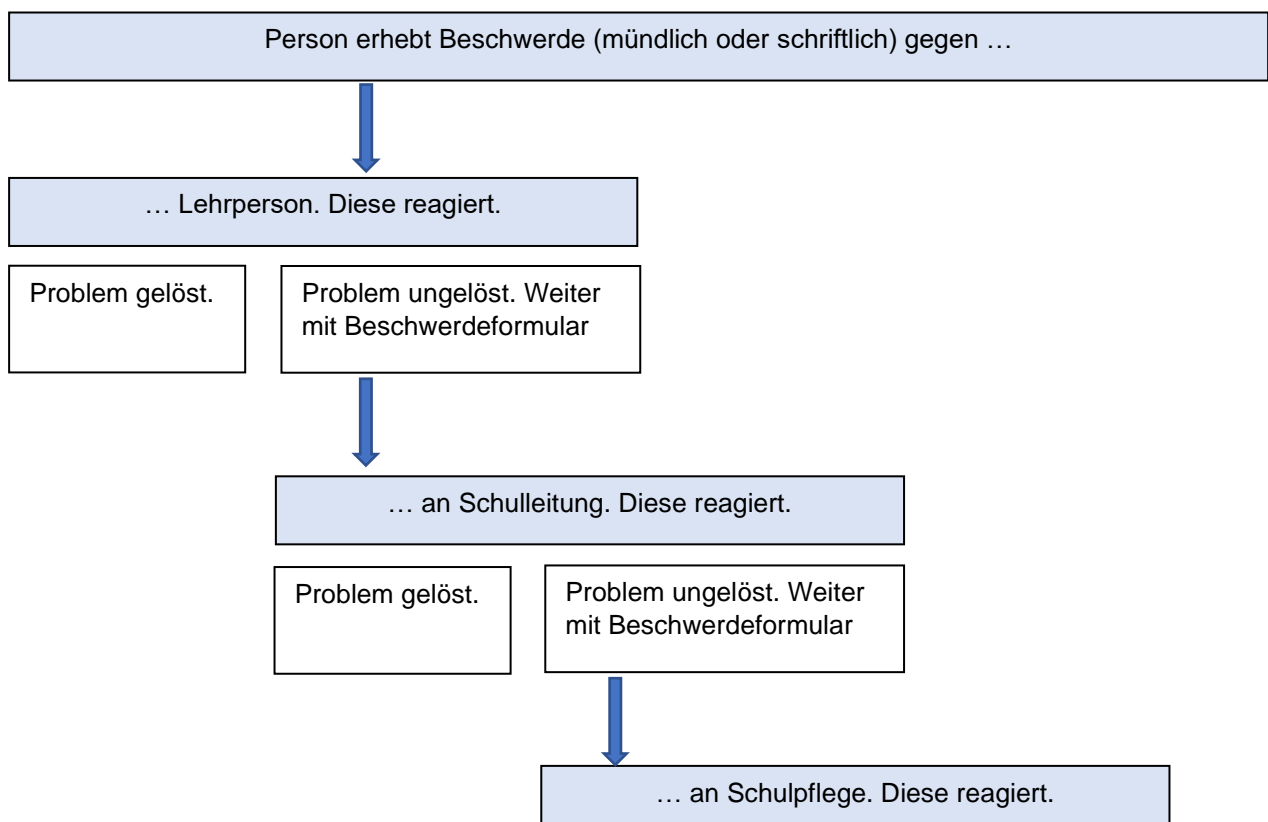 Person erhebt Beschwerde (mündlich oder schriftlich) gegen …
… Lehrperson. Diese reagiert.
Problem gelöst.
Problem ungelöst. Weiter
mit Beschwerdeformular
… an Schulleitung. Diese reagiert.
Problem gelöst.
Problem ungelöst. Weiter
mit Beschwerdeformular
… an Schulpflege. Diese reagiert.